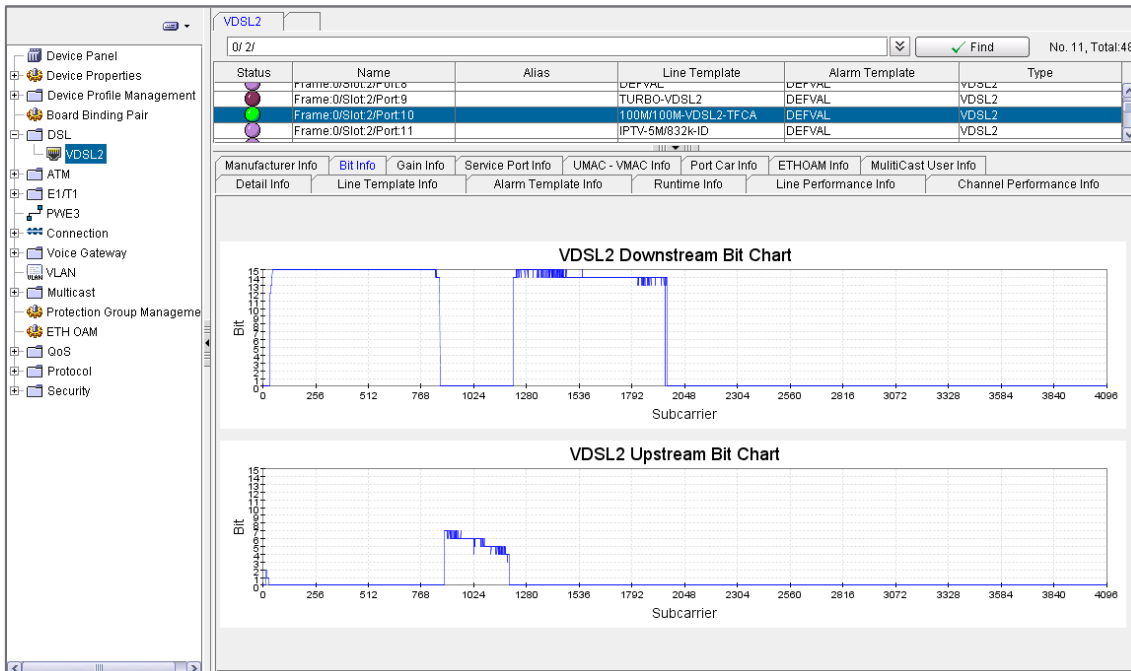 VDSL2
0/ 2/
Find
No. 11, Total:48
Device Panel
Device Properties
Device Profile Management
Board Binding Pair
DSL
VDSL2
ATM
E1/T1
PWE3
Connection
Voice Gateway
VLAN
Multicast
Protection Group Manageme
ETH OAM
QoS
Protocol
Security
Status Name Alias Line Template Alarm Template Type
Frame:0/Slot:2/Port:8 DEFVAL DEFVAL VDSL2
Frame:0/Slot:2/Port:9 TURBO-VDSL2 DEFVAL VDSL2
Frame:0/Slot:2/Port:10 100M/100M-VDSL2-TFCA DEFVAL VDSL2
Frame:0/Slot:2/Port:11 IPTV-5M/832k-ID DEFVAL VDSL2
Manufacturer Info Bit Info Gain Info Service Port Info UMAC - VMAC Info Port Car Info ETHOAM Info MulitiCast User Info
Detail Info Line Template Info Alarm Template Info Runtime Info Line Performance Info Channel Performance Info
VDSL2 Downstream Bit Chart
Bit
15
14
13
12
11
10
9
8
7
6
5
4
3
2
1
0
0 256 512 768 1024 1280 1536 1792 2048 2304 2560 2816 3072 3328 3584 3840 4096
Subcarrier
VDSL2 Upstream Bit Chart
Bit
15
14
13
12
11
10
9
8
7
6
5
4
3
2
1
0
0 256 512 768 1024 1280 1536 1792 2048 2304 2560 2816 3072 3328 3584 3840 4096
Subcarrier